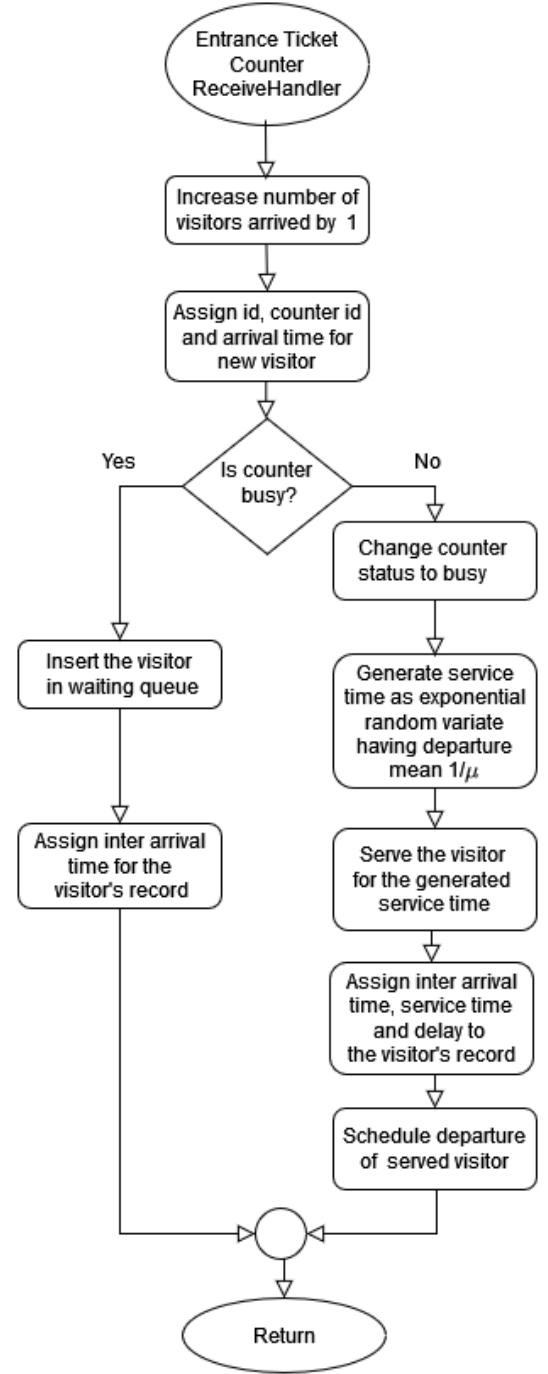 Entrance Ticket
Counter
ReceiveHandler
Increase number of
visitors arrived by 1
Assign id, counter id
and arrival time for
new visitor
Is counter
busy?
Yes
No
Insert the visitor
in waiting queue
Assign inter arrival
time for the
visitor's record
Change counter
status to busy
Generate service
time as exponential
random variate
having departure
mean 1/μ
Serve the visitor
for the generated
service time
Assign inter arrival
time, service time
and delay to
the visitor's record
Schedule departure
of served visitor
Return